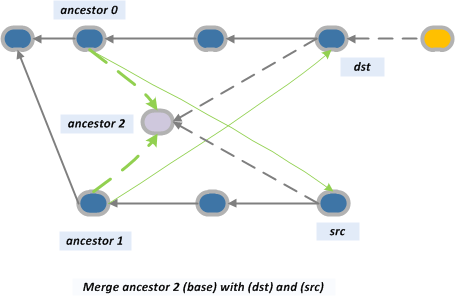 ancestor 0
dst
ancestor 2
ancestor 1
src
Merge ancestor 2 (base) with (dst) and (src)